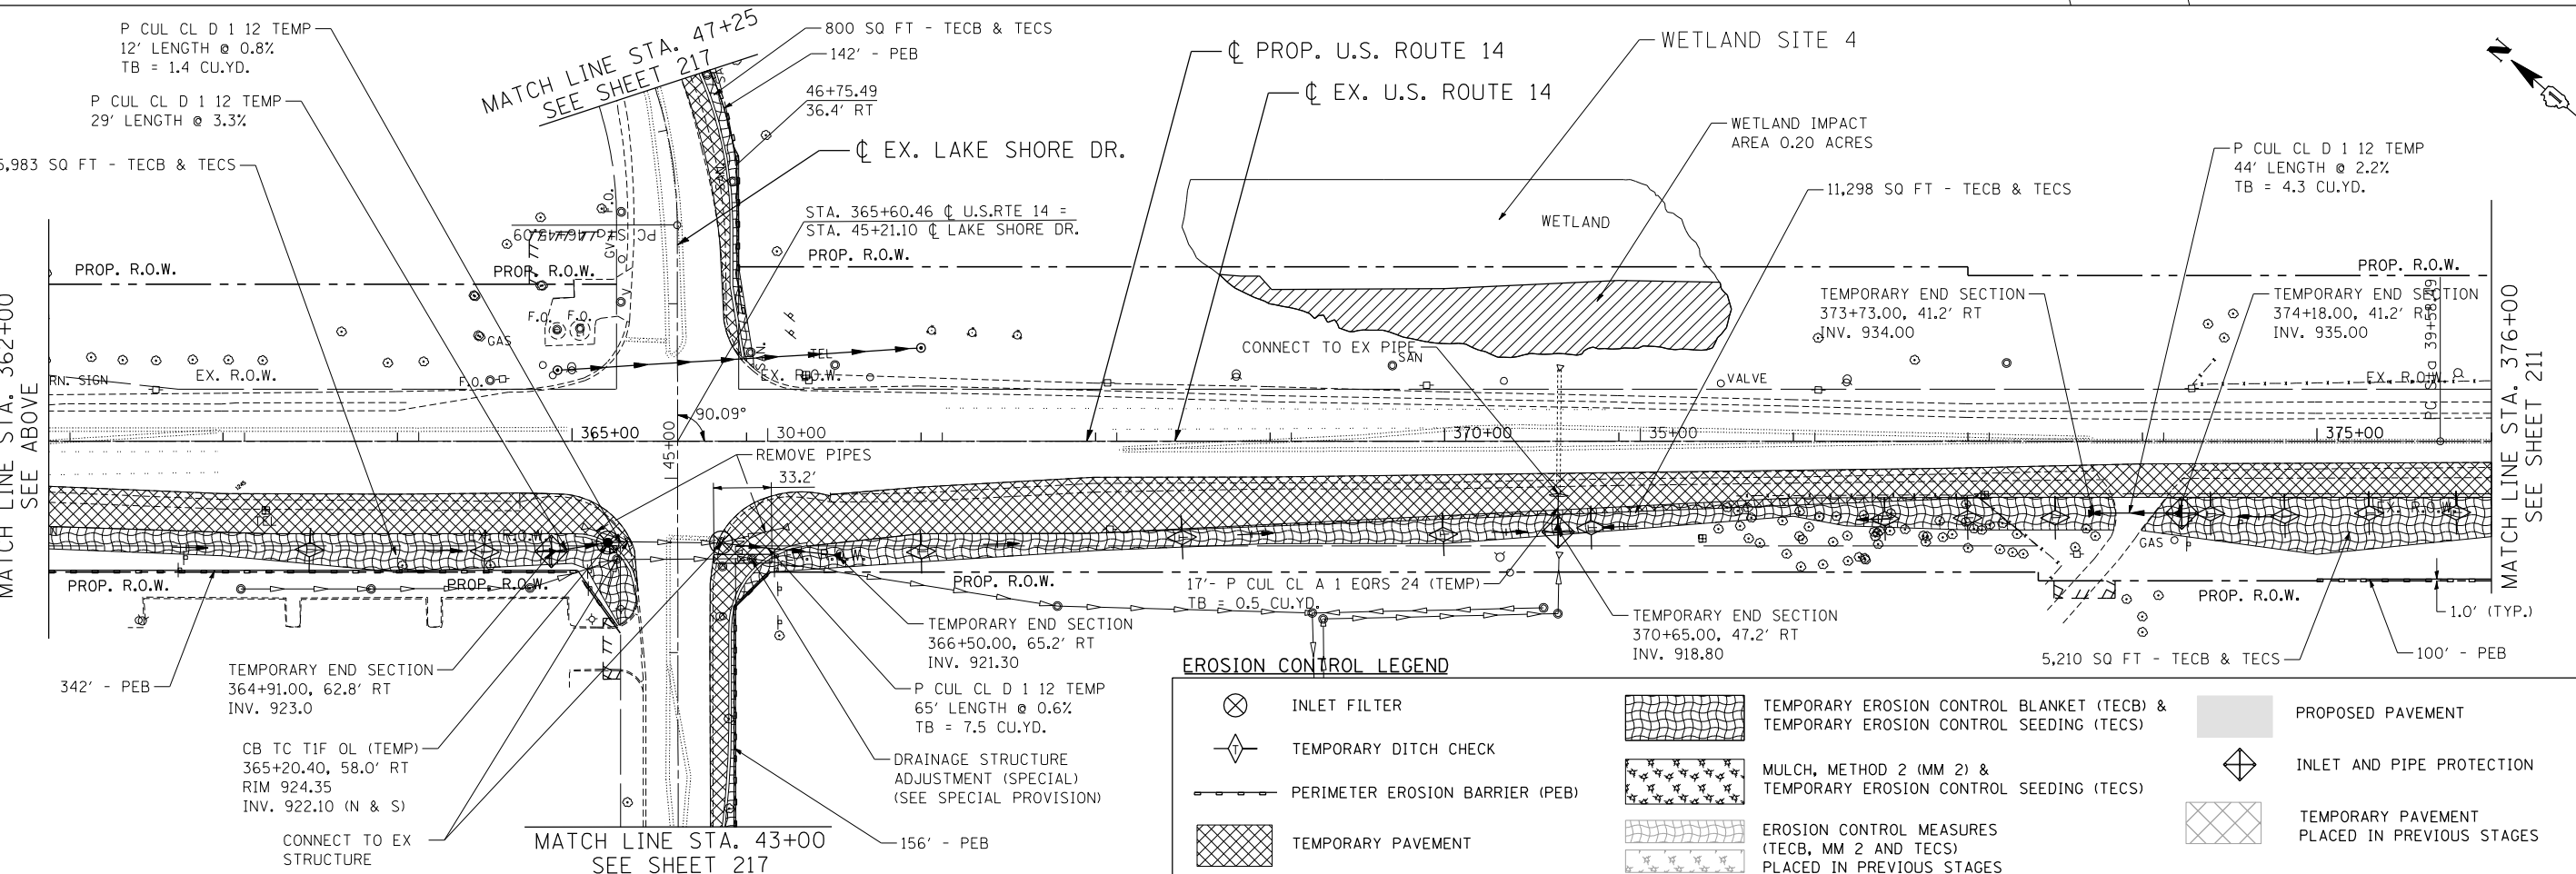 P CUL CL D 1 12 TEMP
12' LENGTH @ 0.8%
TB = 1.4 CU.YD.
P CUL CL D 1 12 TEMP
29' LENGTH @ 3.3%
,983 SQ FT - TECB & TECS
MATCH LINE STA. 47+25
SEE SHEET 217
800 SQ FT - TECB & TECS
142' - PEB
46+75.49
36.4' RT
℄ EX. LAKE SHORE DR.
STA. 365+60.46 ℄ U.S.RTE 14 =
STA. 45+21.10 ℄ LAKE SHORE DR.
℄ PROP. U.S. ROUTE 14
℄ EX. U.S. ROUTE 14
WETLAND SITE 4
WETLAND IMPACT
AREA 0.20 ACRES
WETLAND
11,298 SQ FT - TECB & TECS
P CUL CL D 1 12 TEMP
44' LENGTH @ 2.2%
TB = 4.3 CU.YD.
N
MATCH LINE STA. 362+00
SEE ABOVE
PROP. R.O.W.
PROP. R.O.W.
PROP. R.O.W.
PROP. R.O.W.
F.O.
GV
V
F.O.
F.O.
GAS
F.O.
RN. SIGN
EX. R.O.W.
SAN
SAN.
TEL
EX. R.O.W.
CONNECT TO EX PIPE
SAN
VALVE
TEMPORARY END SECTION
373+73.00, 41.2' RT
INV. 934.00
TEMPORARY END SECTION
374+18.00, 41.2' RT
INV. 935.00
EX. R.O.W.
PC Sta 39+58.49
MATCH LINE STA. 376+00
SEE SHEET 211
90.09°
365+00
45+00
30+00
370+00
35+00
375+00
REMOVE PIPES
33.2'
TEL
EX. R.O.W.
EX. R.O.W.
EX. R.O.W.
GAS
PROP. R.O.W.
PROP. R.O.W.
PROP. R.O.W.
PROP. R.O.W.
342' - PEB
TEMPORARY END SECTION
364+91.00, 62.8' RT
INV. 923.0
CB TC T1F OL (TEMP)
365+20.40, 58.0' RT
RIM 924.35
INV. 922.10 (N & S)
CONNECT TO EX
STRUCTURE
MATCH LINE STA. 43+00
SEE SHEET 217
156' - PEB
TEMPORARY END SECTION
366+50.00, 65.2' RT
INV. 921.30
P CUL CL D 1 12 TEMP
65' LENGTH @ 0.6%
TB = 7.5 CU.YD.
DRAINAGE STRUCTURE
ADJUSTMENT (SPECIAL)
(SEE SPECIAL PROVISION)
17'- P CUL CL A 1 EQRS 24 (TEMP)
TB = 0.5 CU.YD.
TEMPORARY END SECTION
370+65.00, 47.2' RT
INV. 918.80
5,210 SQ FT - TECB & TECS
1.0' (TYP.)
100' - PEB
EROSION CONTROL LEGEND
INLET FILTER
T
TEMPORARY DITCH CHECK
PERIMETER EROSION BARRIER (PEB)
TEMPORARY PAVEMENT
TEMPORARY EROSION CONTROL BLANKET (TECB) &
TEMPORARY EROSION CONTROL SEEDING (TECS)
MULCH, METHOD 2 (MM 2) &
TEMPORARY EROSION CONTROL SEEDING (TECS)
EROSION CONTROL MEASURES
(TECB, MM 2 AND TECS)
PLACED IN PREVIOUS STAGES
PROPOSED PAVEMENT
INLET AND PIPE PROTECTION
TEMPORARY PAVEMENT
PLACED IN PREVIOUS STAGES